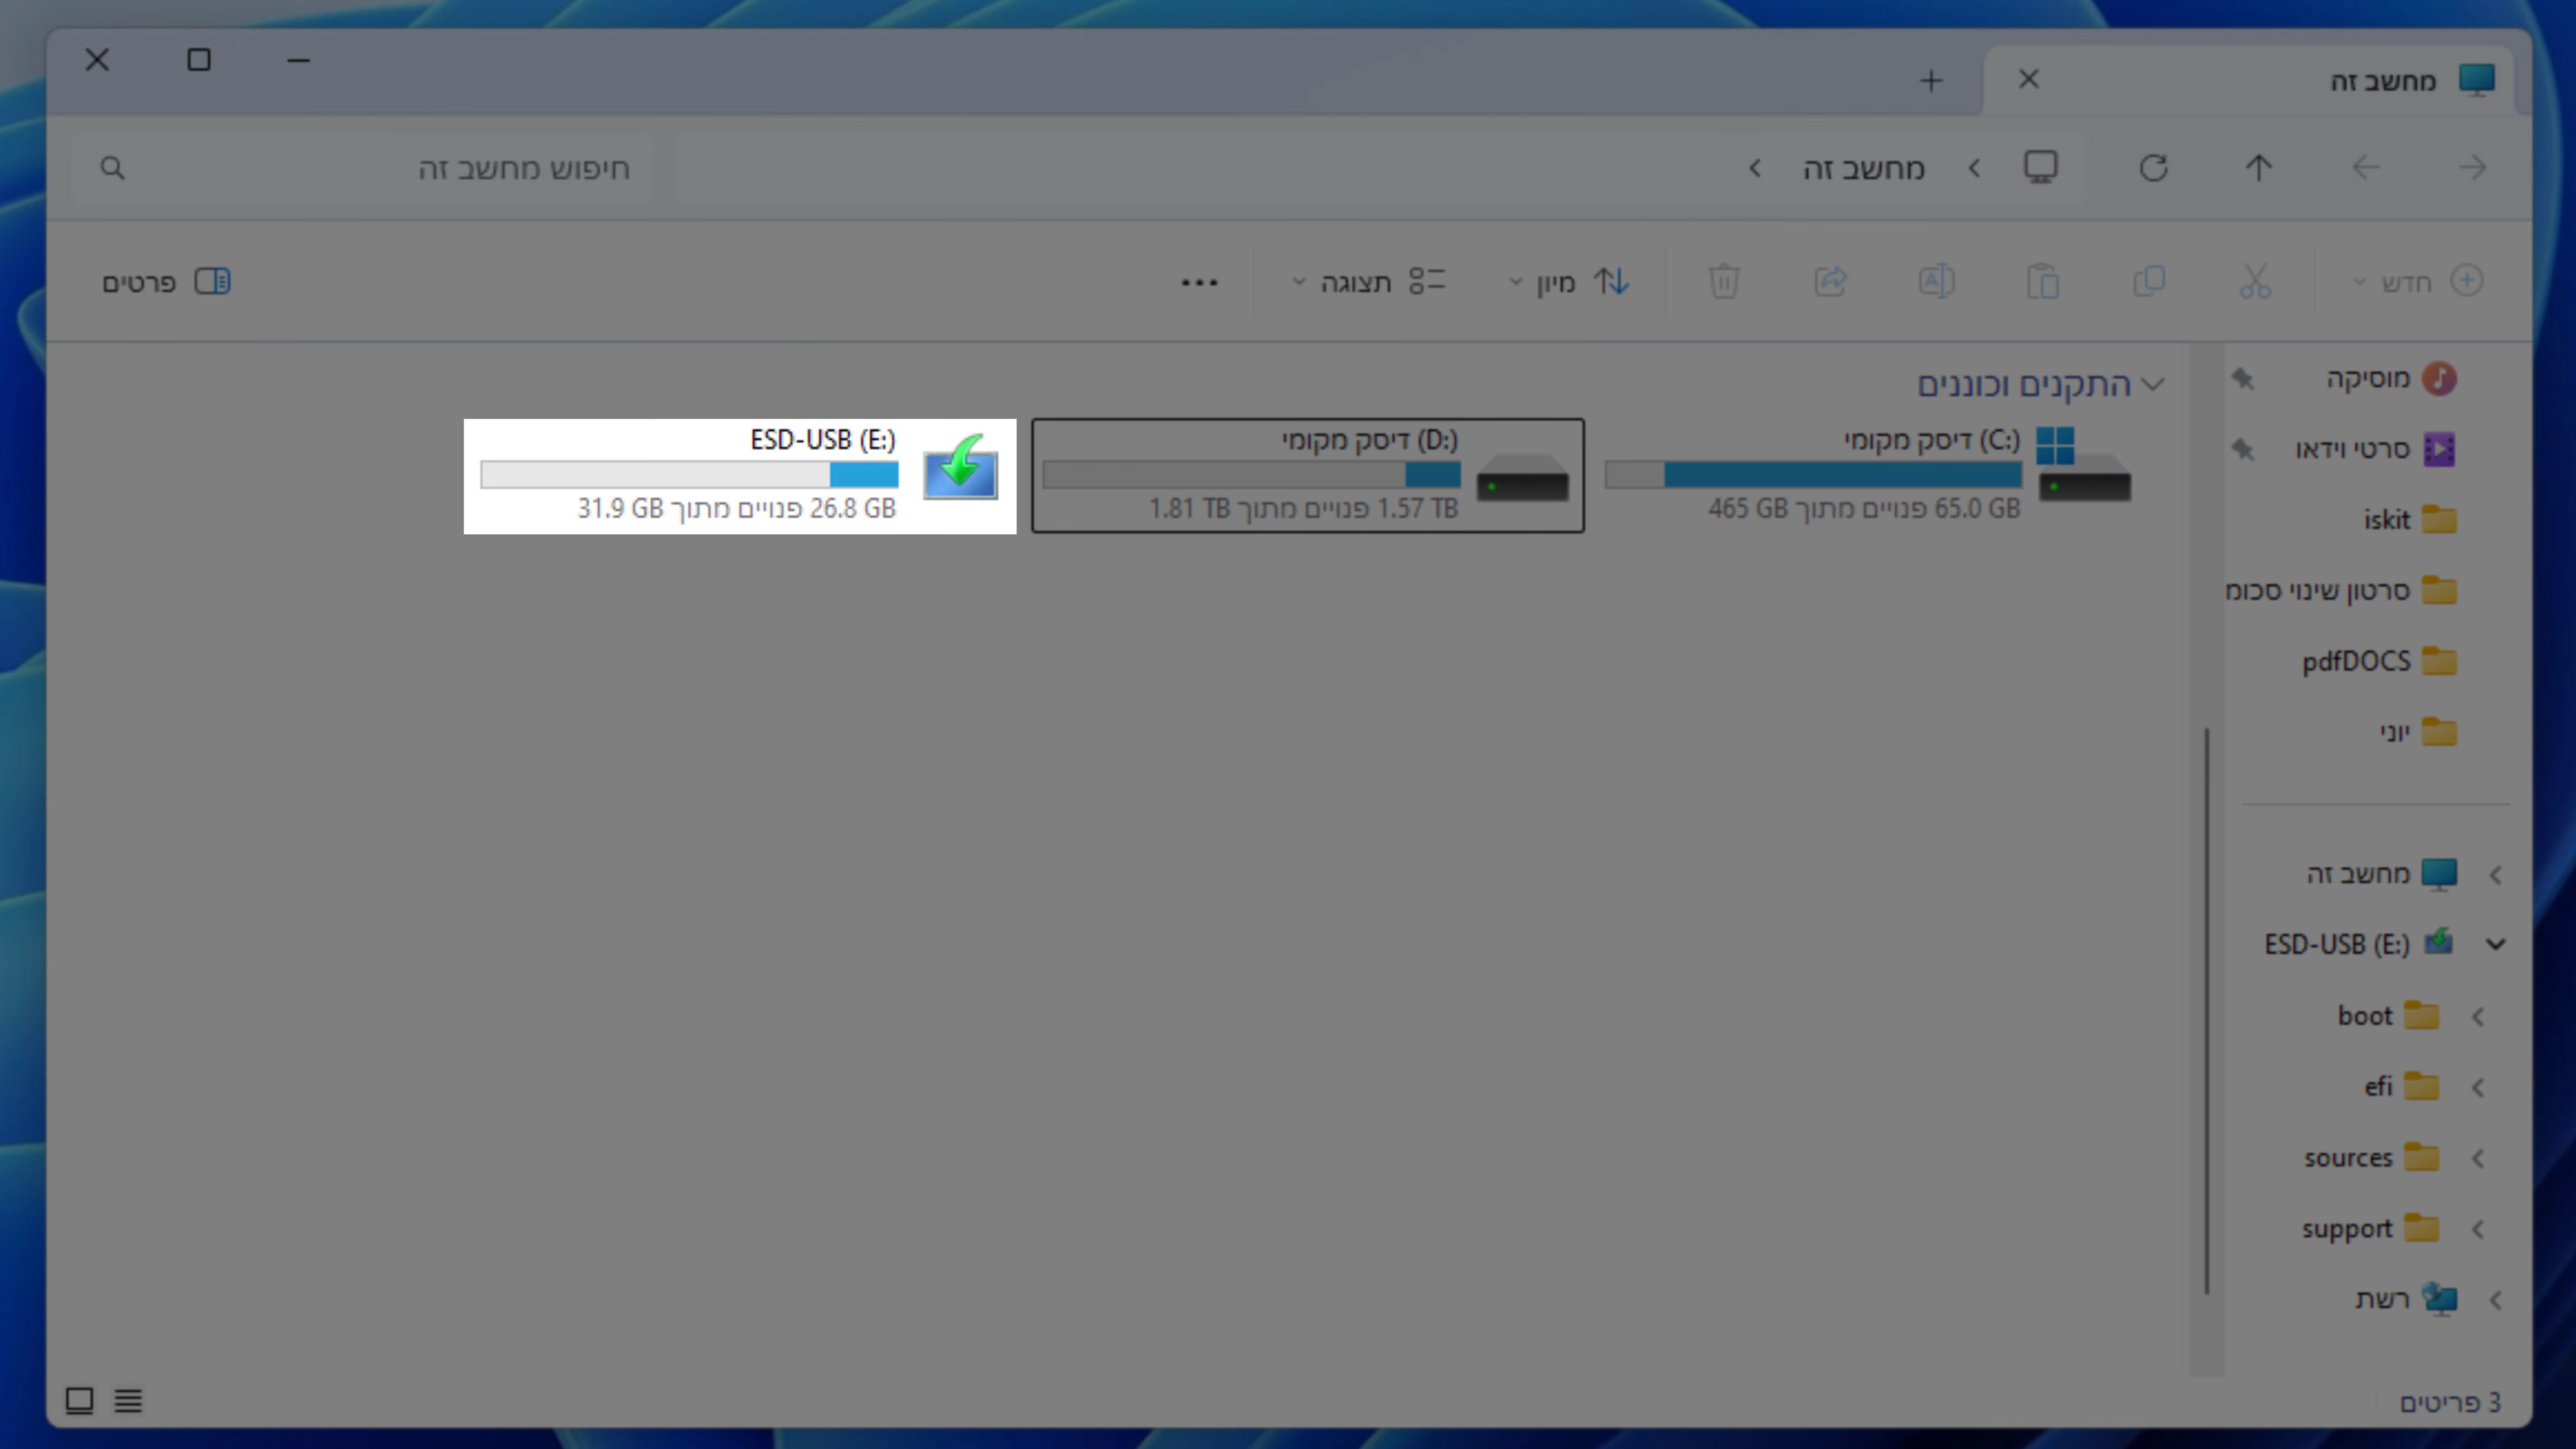 מחשב זה
מחשב זה
חיפוש מחשב זה
חדש
מיון
תצוגה
פרטים
התקנים וכוננים
דיסק מקומי (C:)
65.0 GB פנויים מתוך 465 GB
דיסק מקומי (D:)
1.57 TB פנויים מתוך 1.81 TB
ESD-USB (E:)
26.8 GB פנויים מתוך 31.9 GB
מוסיקה
סרטי וידאו
iskit
סרטון שינוי סכומ
pdfDOCS
יוני
מחשב זה
ESD-USB (E:)
boot
efi
sources
support
רשת
3 פריטים